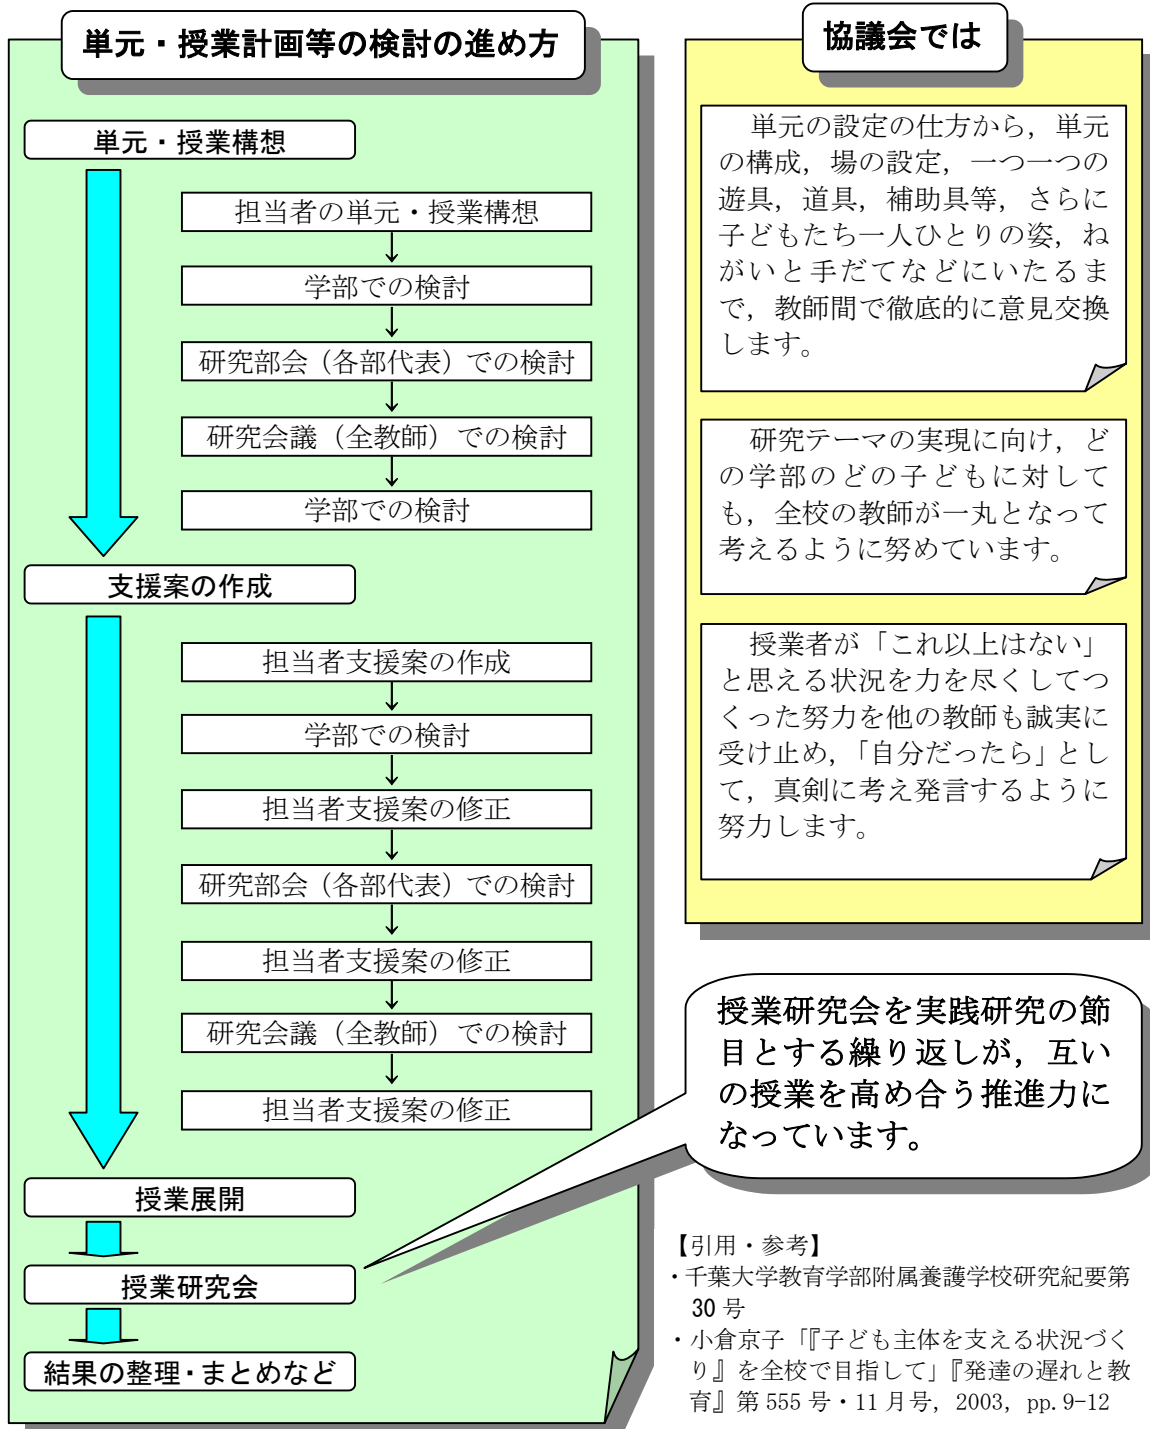 単元・授業計画等の検討の進め方
単元・授業構想
担当者の単元・授業構想
学部での検討
研究部会（各部代表）での検討
研究会議（全教師）での検討
学部での検討
支援案の作成
担当者支援案の作成
学部での検討
担当者支援案の修正
研究部会（各部代表）での検討
担当者支援案の修正
研究会議（全教師）での検討
担当者支援案の修正
授業展開
授業研究会
結果の整理・まとめなど
協議会では
単元の設定の仕方から，単元
の構成，場の設定，一つ一つの
遊具，道具，補助具等，さらに
子どもたち一人ひとりの姿，ね
がいと手だてなどにいたるま
で，教師間で徹底的に意見交換
します。
研究テーマの実現に向け，ど
の学部のどの子どもに対して
も，全校の教師が一丸となって
考えるように努めています。
授業者が「これ以上はない」
と思える状況を力を尽くしてつ
くった努力を他の教師も誠実に
受け止め，「自分だったら」とし
て，真剣に考え発言するように
努力します。
授業研究会を実践研究の節
目とする繰り返しが，互い
の授業を高め合う推進力に
なっています。
【引用・参考】
・千葉大学教育学部附属養護学校研究紀要第
30 号
・小倉京子「『子ども主体を支える状況づく
り』を全校で目指して」『発達の遅れと教
育』第 555 号・11 月号，2003，pp.9-12